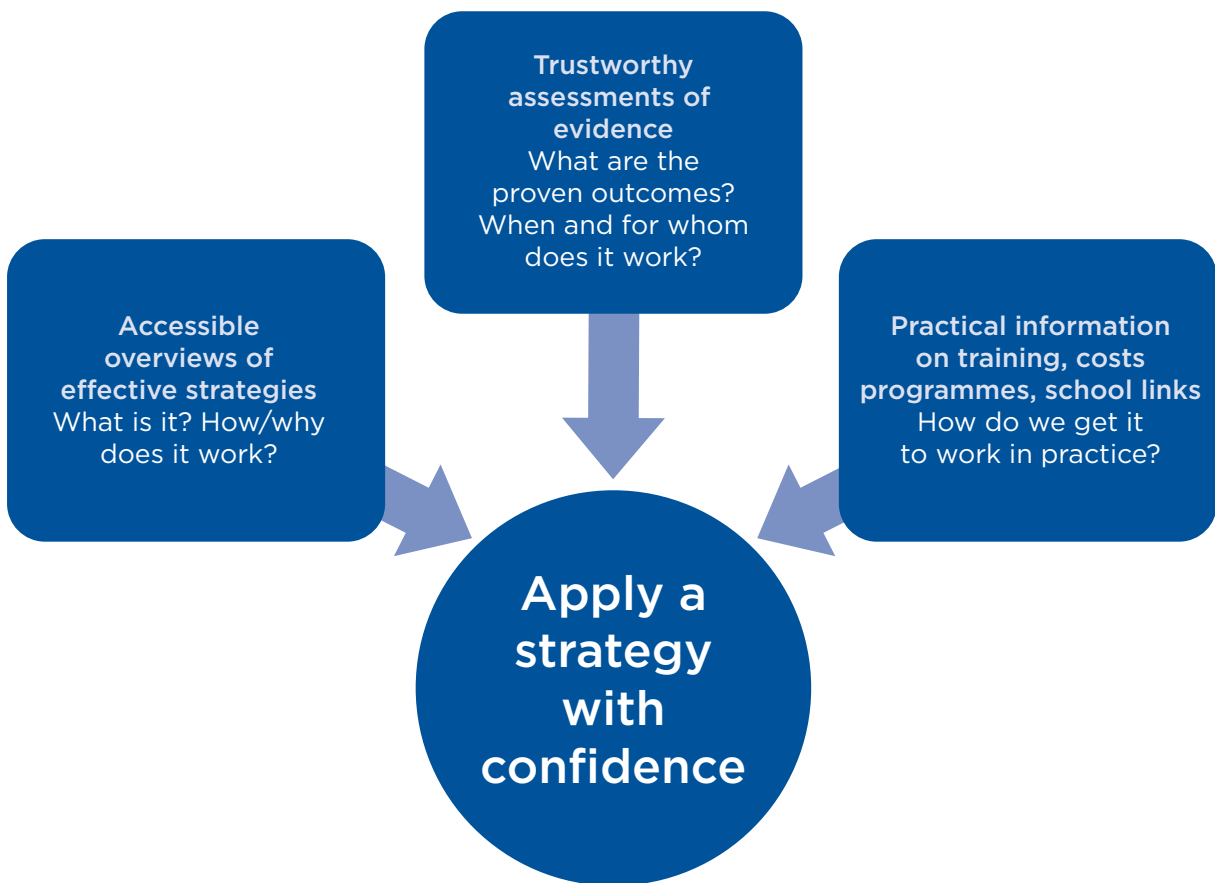 Trustworthy
assessments of
evidence
What are the
proven outcomes?
When and for whom
does it work?
Accessible
overviews of
effective strategies
What is it? How/why
does it work?
Practical information
on training, costs
programmes, school links
How do we get it
to work in practice?
Apply a
strategy
with
confidence